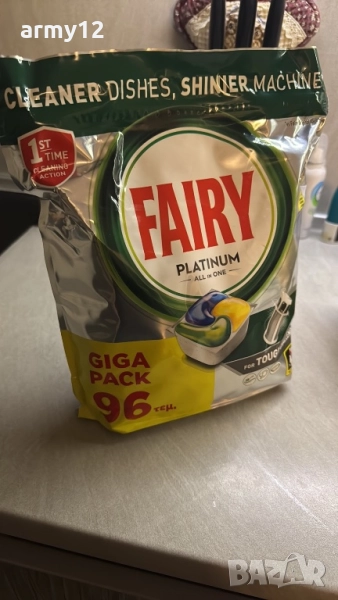 army12
CLEANER DISHES, SHINIER MACHINE
1ST
TIME
CLEANING
ACTION
FAIRY
PLATINUM
ALL IN ONE
GIGA
PACK
96 τεμ.
FOR TOUGH
BAZAR